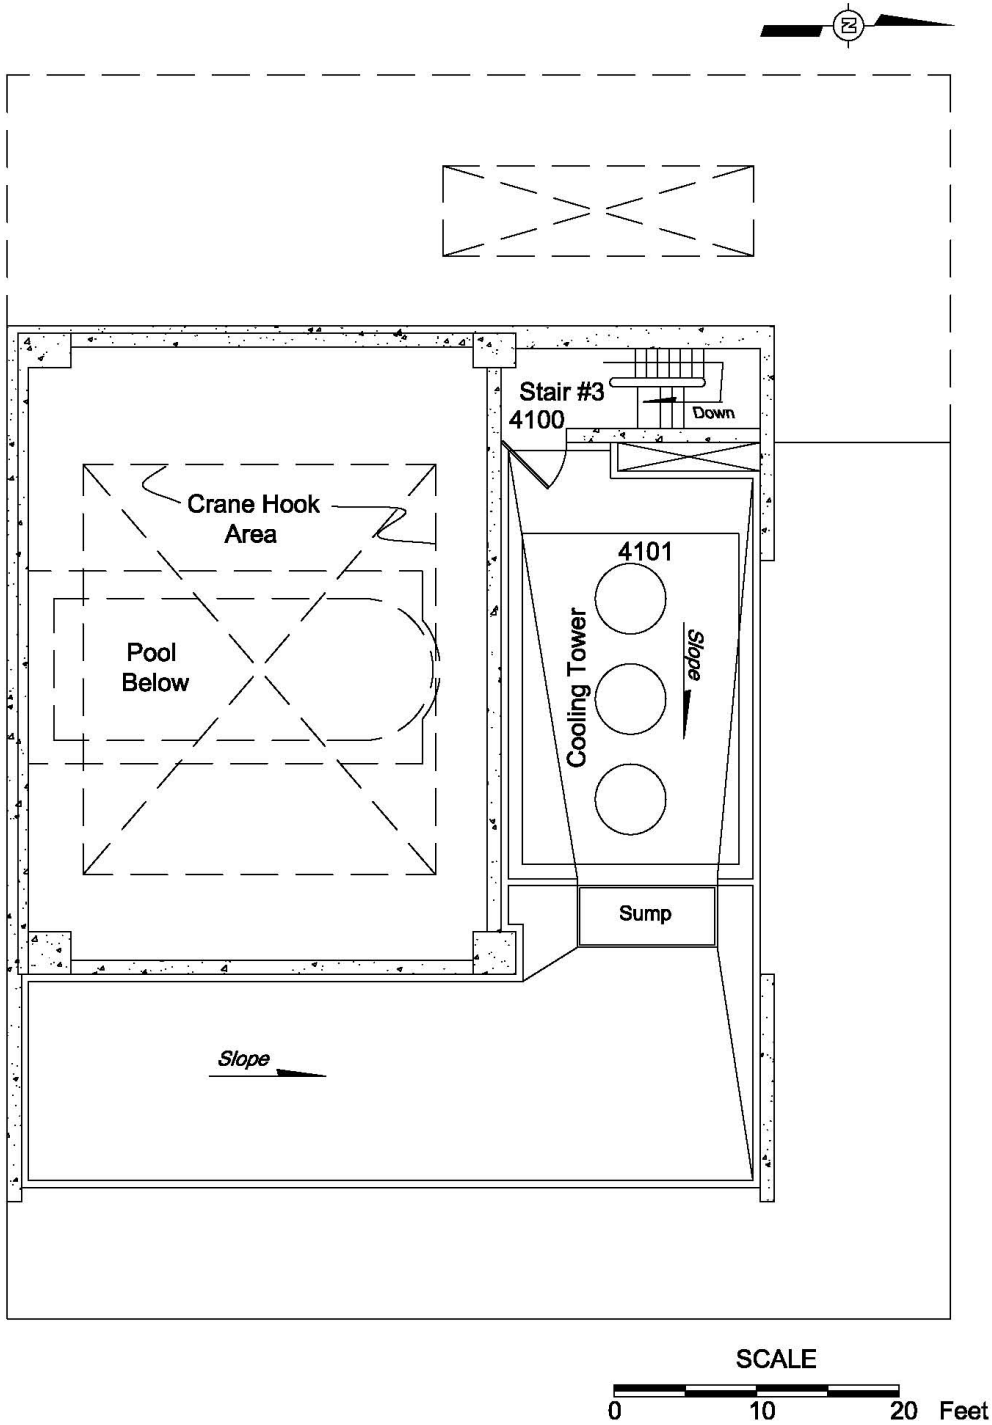 N
Stair #3
4100
Down
Crane Hook
Area
4101
Pool
Below
Cooling Tower
Slope
Sump
Slope
SCALE
0 10 20 Feet